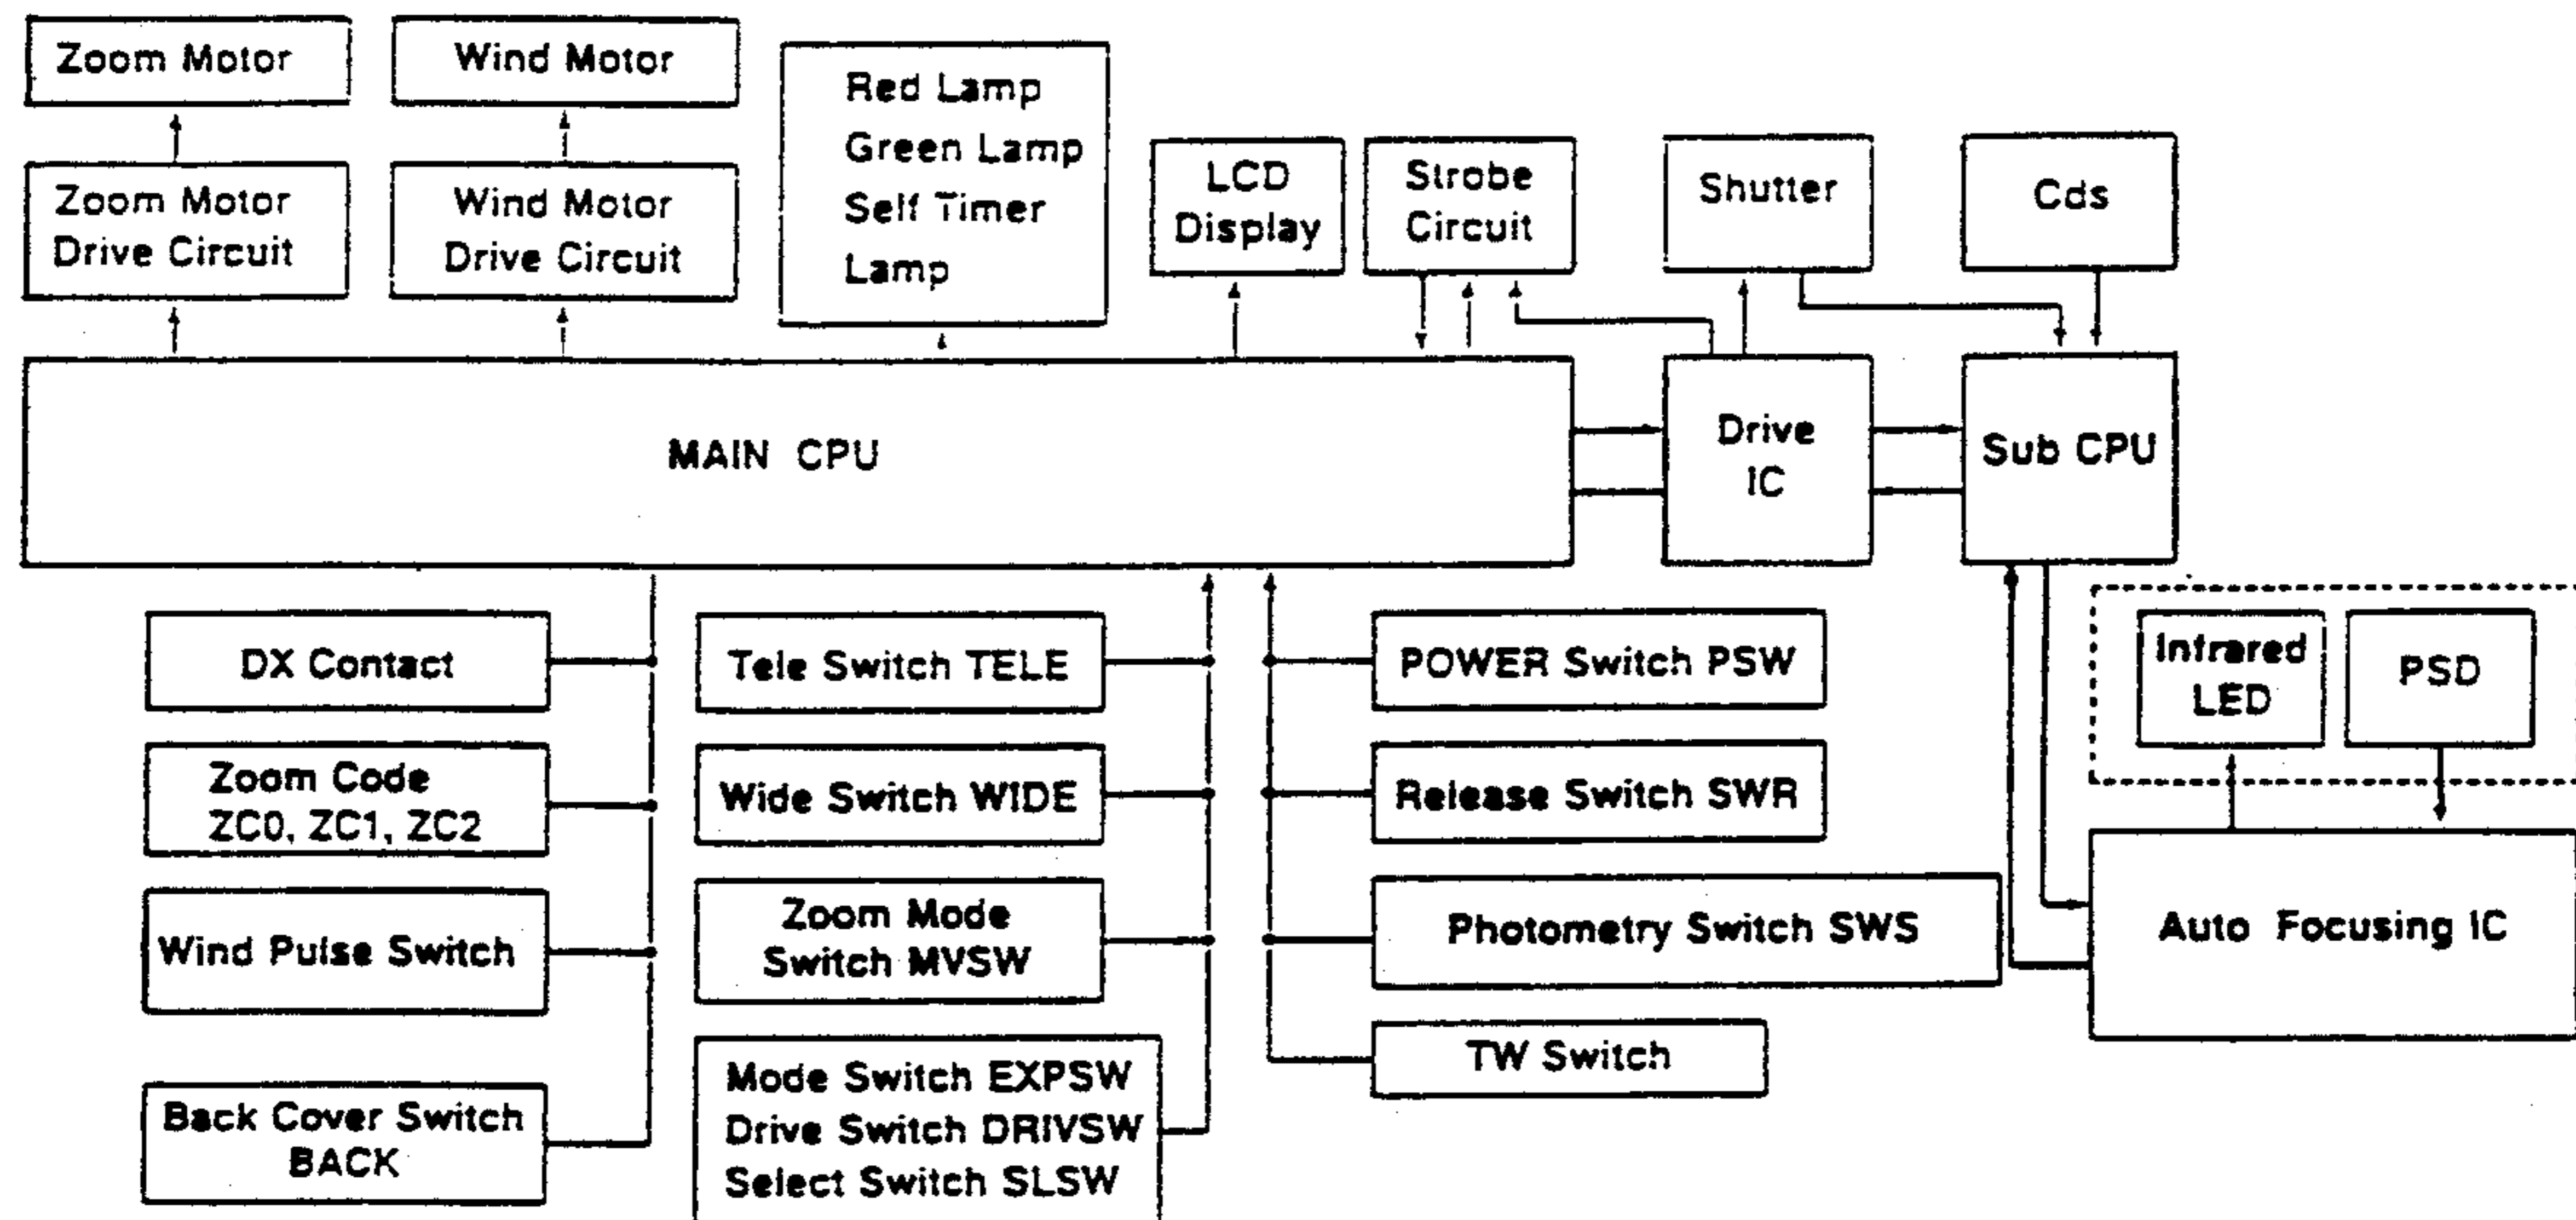 Zoom Motor
Wind Motor
Red Lamp
Green Lamp
Self Timer
Lamp
Zoom Motor
Drive Circuit
Wind Motor
Drive Circuit
LCD
Display
Strobe
Circuit
Shutter
Cds
MAIN CPU
Drive
IC
Sub CPU
DX Contact
Zoom Code
ZC0, ZC1, ZC2
Wind Pulse Switch
Back Cover Switch
BACK
Tele Switch TELE
Wide Switch WIDE
Zoom Mode
Switch MVSW
Mode Switch EXPSW
Drive Switch DRIVSW
Select Switch SLSW
POWER Switch PSW
Release Switch SWR
Photometry Switch SWS
TW Switch
Infrared
LED
PSD
Auto Focusing IC